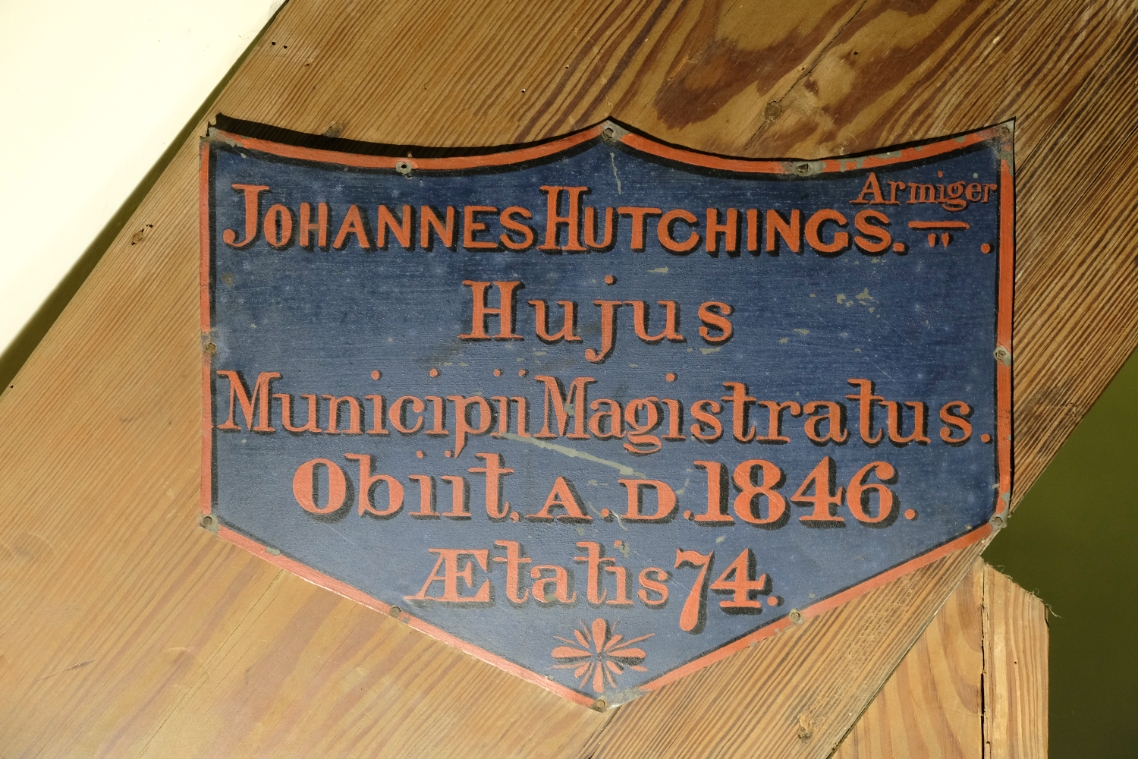 JOHANNES HUTCHINGS. Armiger.
Hujus
Municipii Magistratus.
Obiit, A.D. 1846.
Ætatis 74.